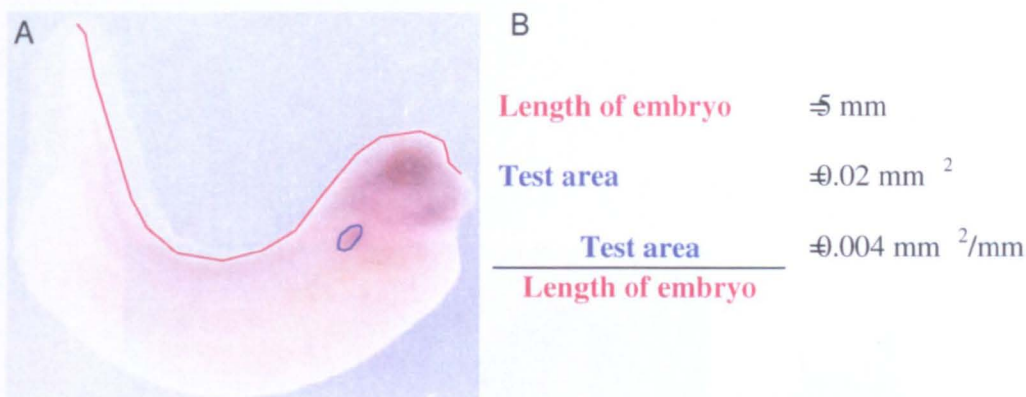 A
B
Length of embryo =5 mm
Test area =0.02 mm 2
Test area =0.004 mm 2/mm
Length of embryo